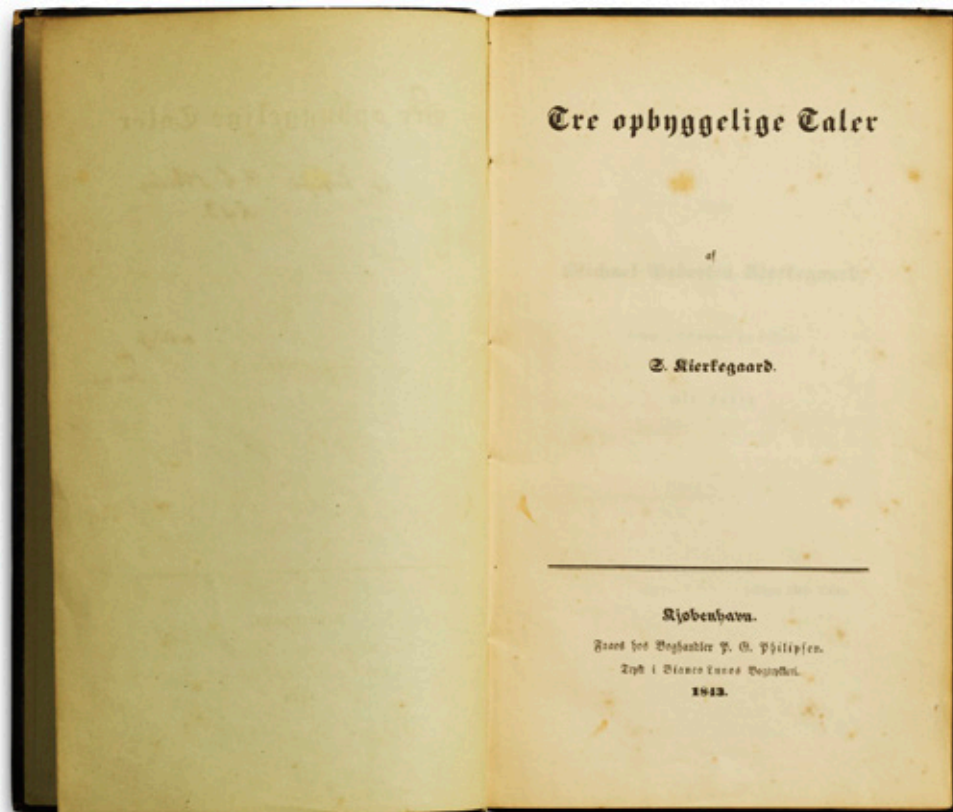 Tre opbyggelige Taler
af
S. Kierkegaard.
Kjøbenhavn.
Faaes hos Boghandler P. G. Philipsen.
Trykt i Bianco Lunos Bogtrykkeri.
1843.